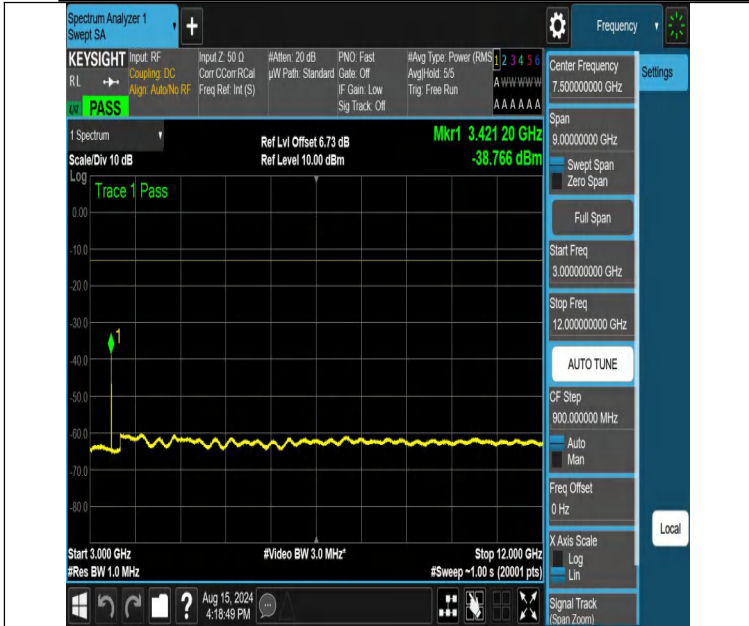 Spectrum Analyzer 1
Swept SA
+
Frequency
KEYSIGHT
RL
PASS
Input: RF
Coupling: DC
Align: Auto/No RF
Input Z: 50 Ω
Corr CCorr RCal
Freq Ref: Int (S)
#Atten: 20 dB
µW Path: Standard
PNO: Fast
Gate: Off
IF Gain: Low
Sig Track: Off
#Avg Type: Power (RMS
Avg|Hold: 5/5
Trig: Free Run
1 2 3 4 5 6
A W W W W W
A A A A A A
1 Spectrum
Scale/Div 10 dB
Ref Lvl Offset 6.73 dB
Ref Level 10.00 dBm
Mkr1 3.421 20 GHz
-38.766 dBm
Log
Trace 1 Pass
0.00
-10.0
-20.0
-30.0
1
-40.0
-50.0
-60.0
-70.0
-80.0
Start 3.000 GHz
#Res BW 1.0 MHz
#Video BW 3.0 MHz*
Stop 12.000 GHz
#Sweep ~1.00 s (20001 pts)
?
Aug 15, 2024
4:18:49 PM
Center Frequency
7.500000000 GHz
Settings
Span
9.00000000 GHz
Swept Span
Zero Span
Full Span
Start Freq
3.000000000 GHz
Stop Freq
12.000000000 GHz
AUTO TUNE
CF Step
900.000000 MHz
Auto
Man
Freq Offset
0 Hz
X Axis Scale
Log
Lin
Local
Signal Track
(Span Zoom)